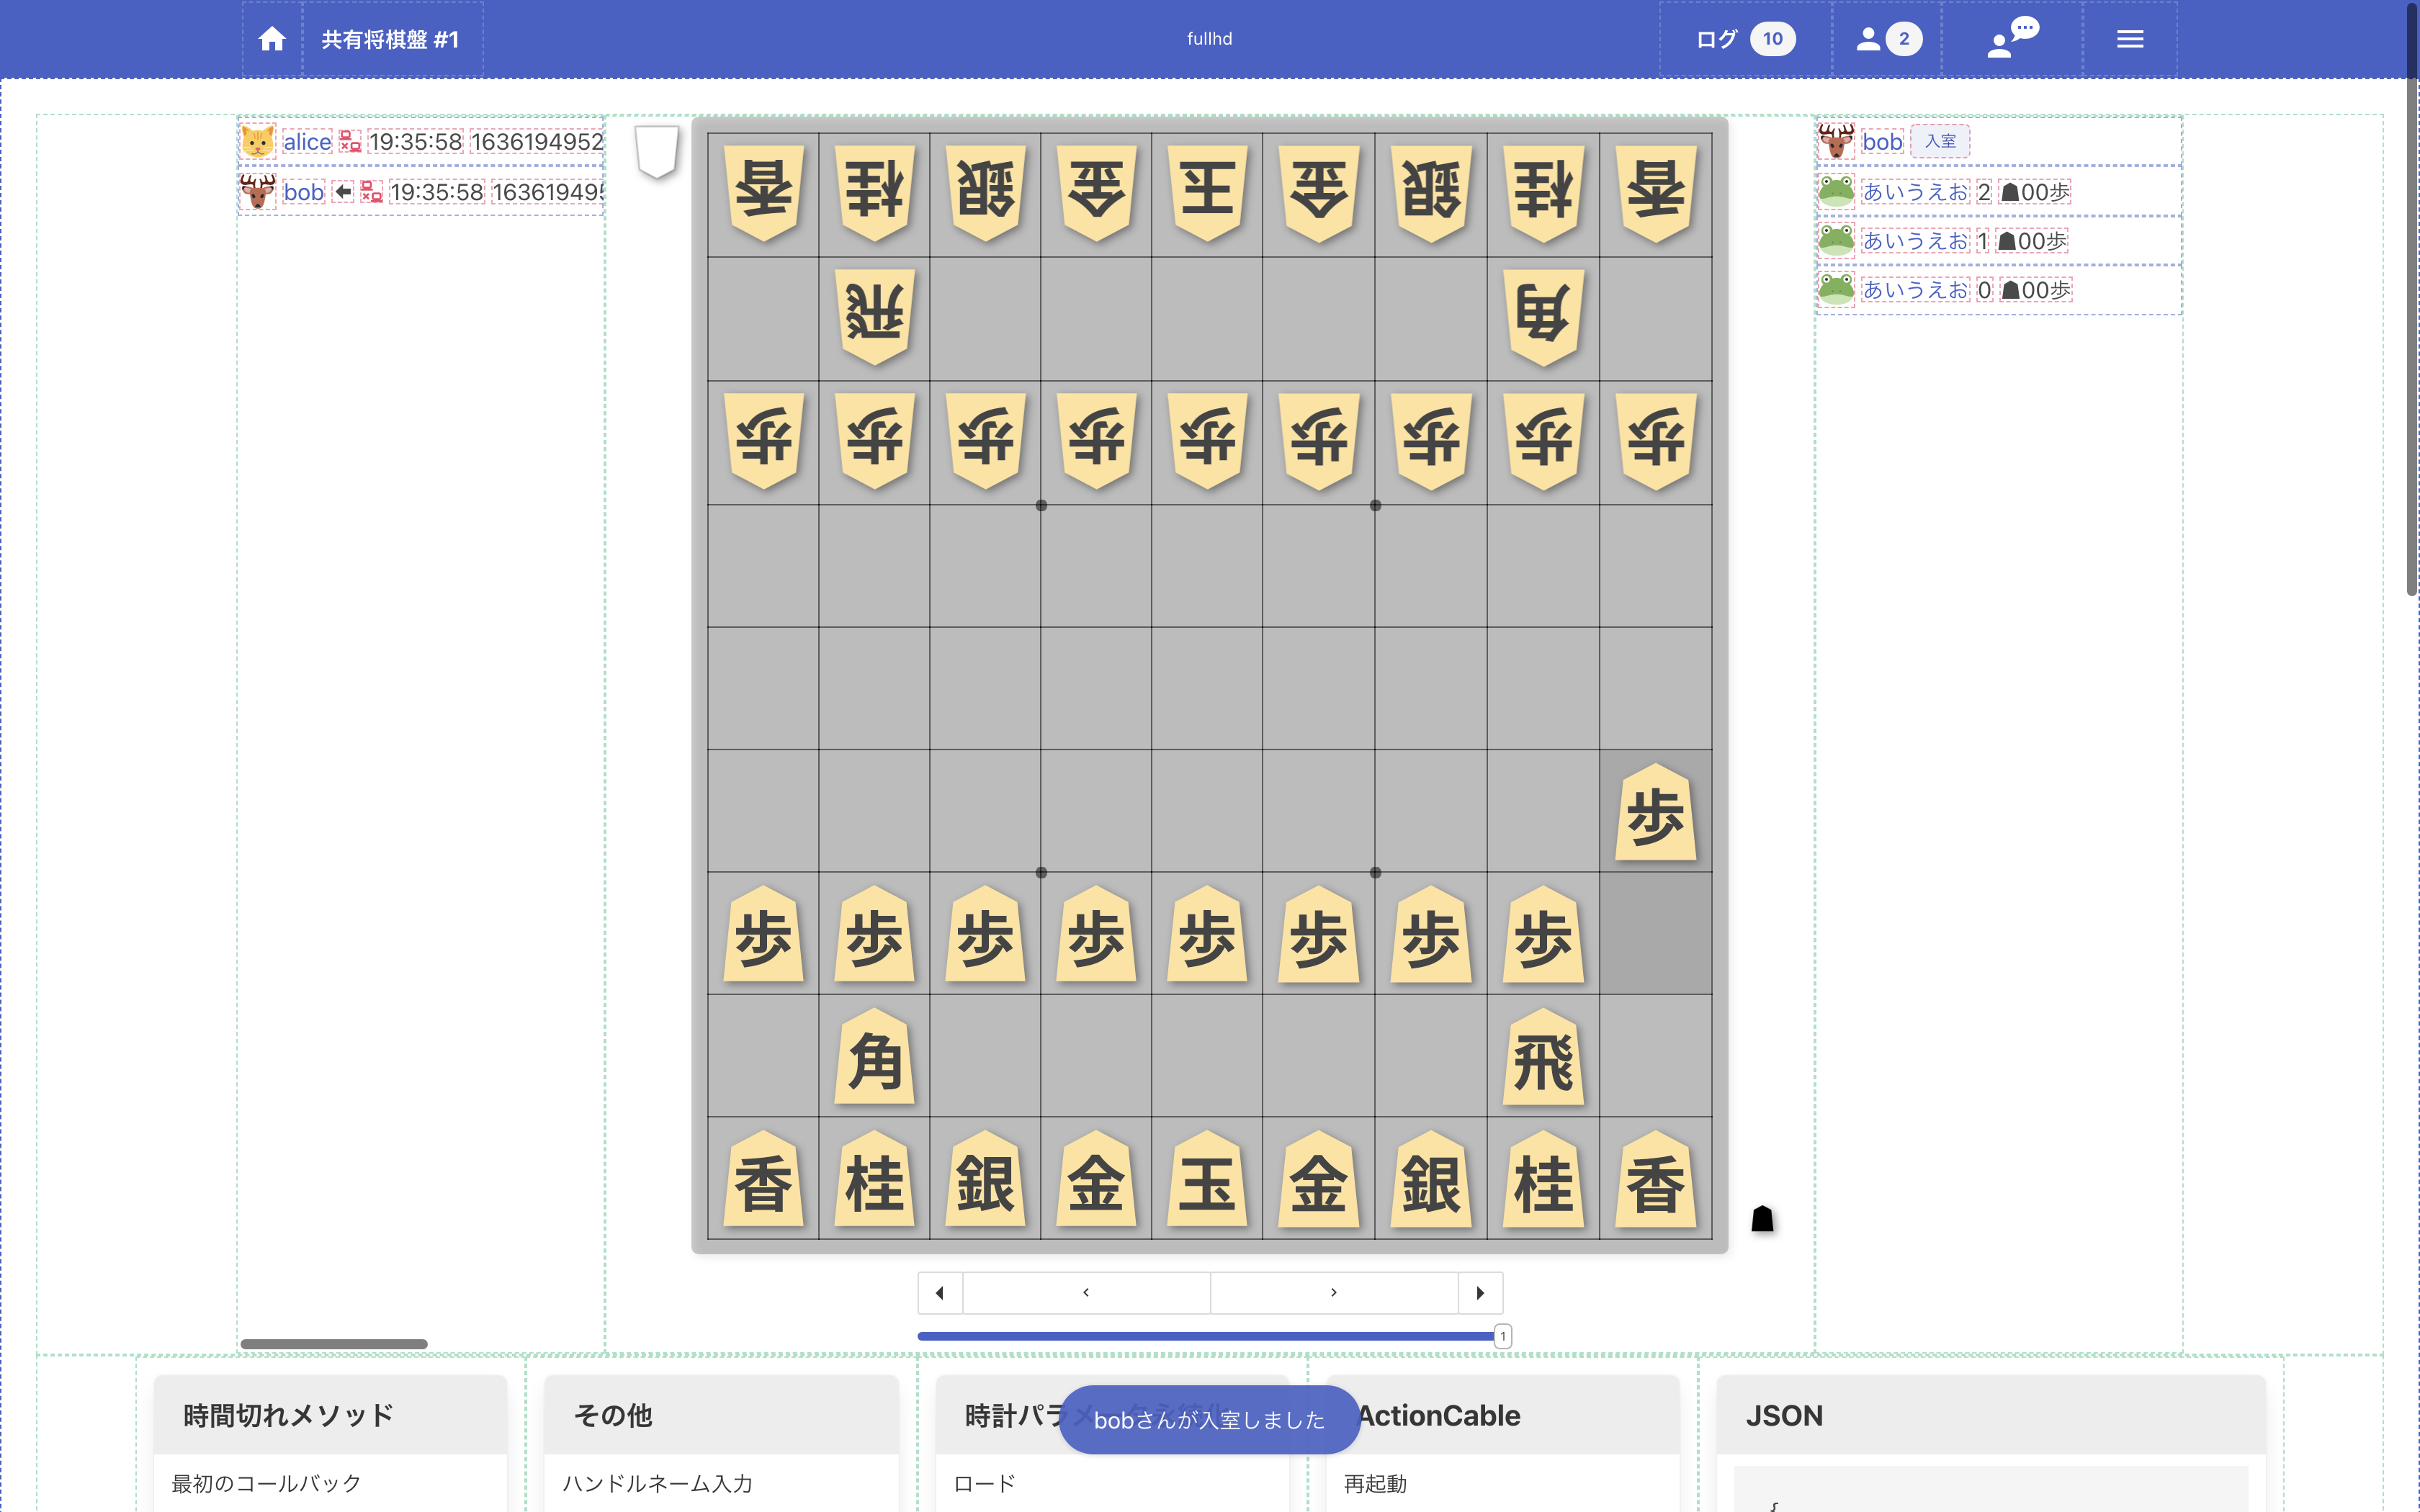 共有将棋盤 #1
fullhd
ログ 10
2
alice 19:35:58 1636194952
bob 19:35:58 163619495
bob 入室
あいうえお 2 ☗00歩
あいうえお 1 ☗00歩
あいうえお 0 ☗00歩
香 桂 銀 金 玉 金 銀 桂 香
飛 角
歩 歩 歩 歩 歩 歩 歩 歩 歩
歩
歩 歩 歩 歩 歩 歩 歩 歩
角 飛
香 桂 銀 金 玉 金 銀 桂 香
1
時間切れメソッド
その他
時計パラ
ActionCable
JSON
bobさんが入室しました
最初のコールバック
ハンドルネーム入力
ロード
再起動
{